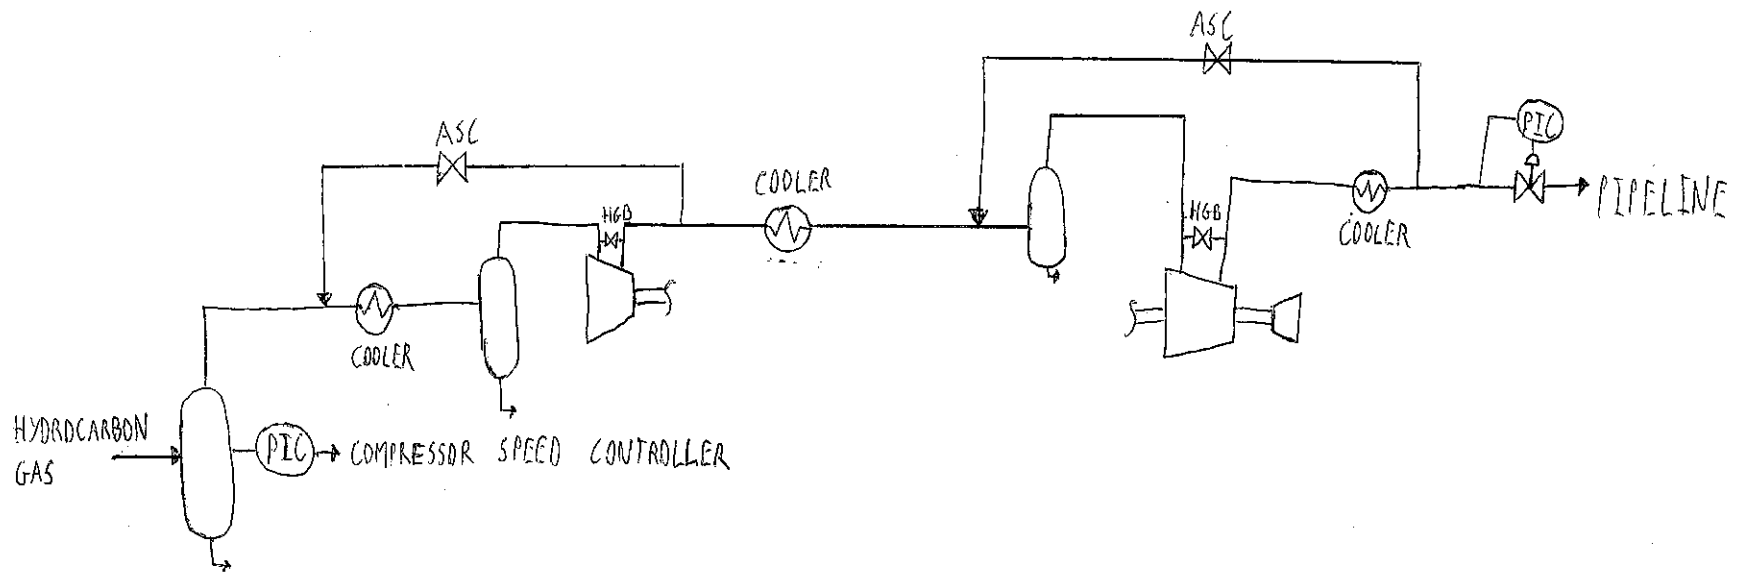 ASC
PIC
PIPELINE
ASC
COOLER
HGB
HGB
COOLER
COOLER
HYDROCARBON
GAS
PIC
COMPRESSOR SPEED CONTROLLER